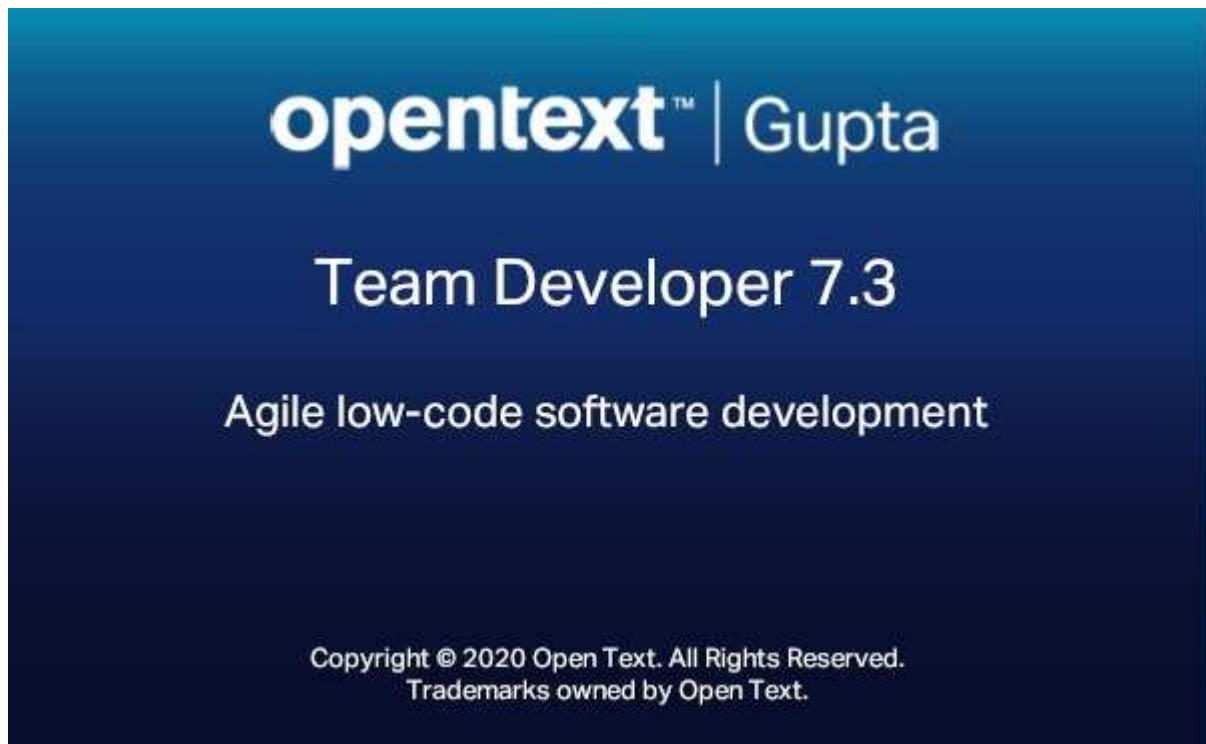 opentext™ | Gupta
Team Developer 7.3
Agile low-code software development
Copyright © 2020 Open Text. All Rights Reserved.
Trademarks owned by Open Text.